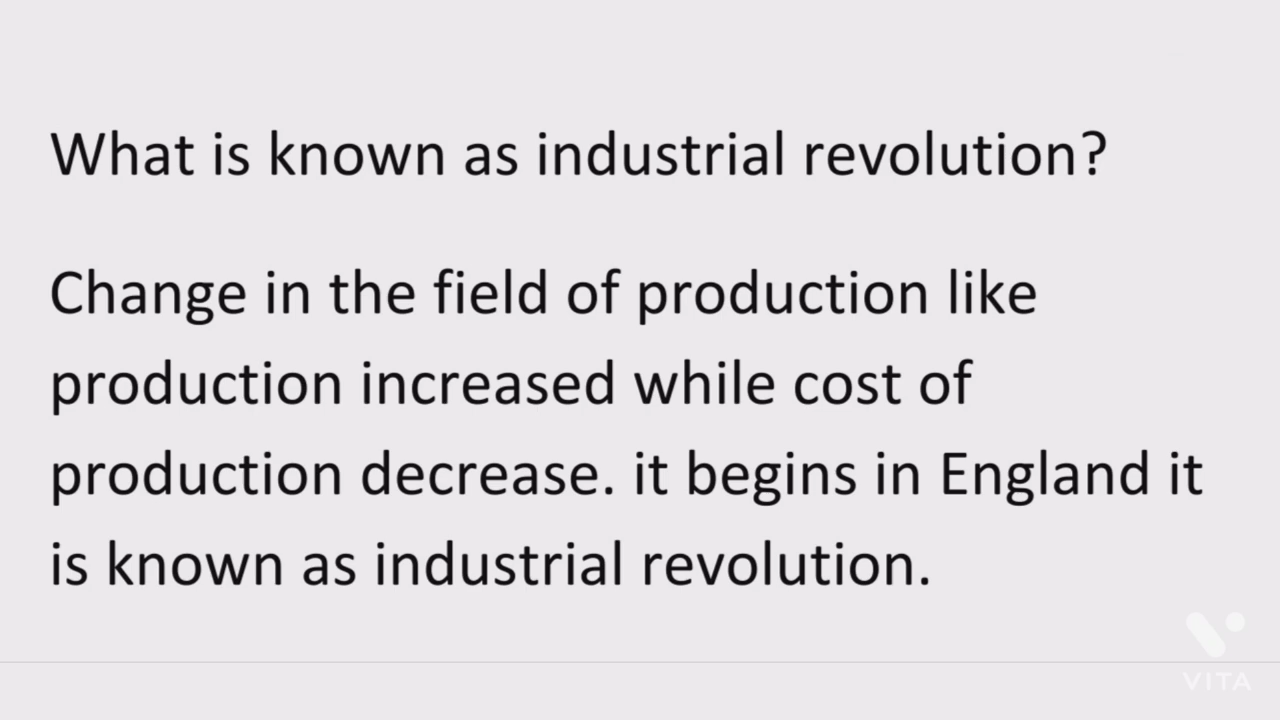 What is known as industrial revolution?
Change in the field of production like
production increased while cost of
production decrease. it begins in England it
is known as industrial revolution.
VITA